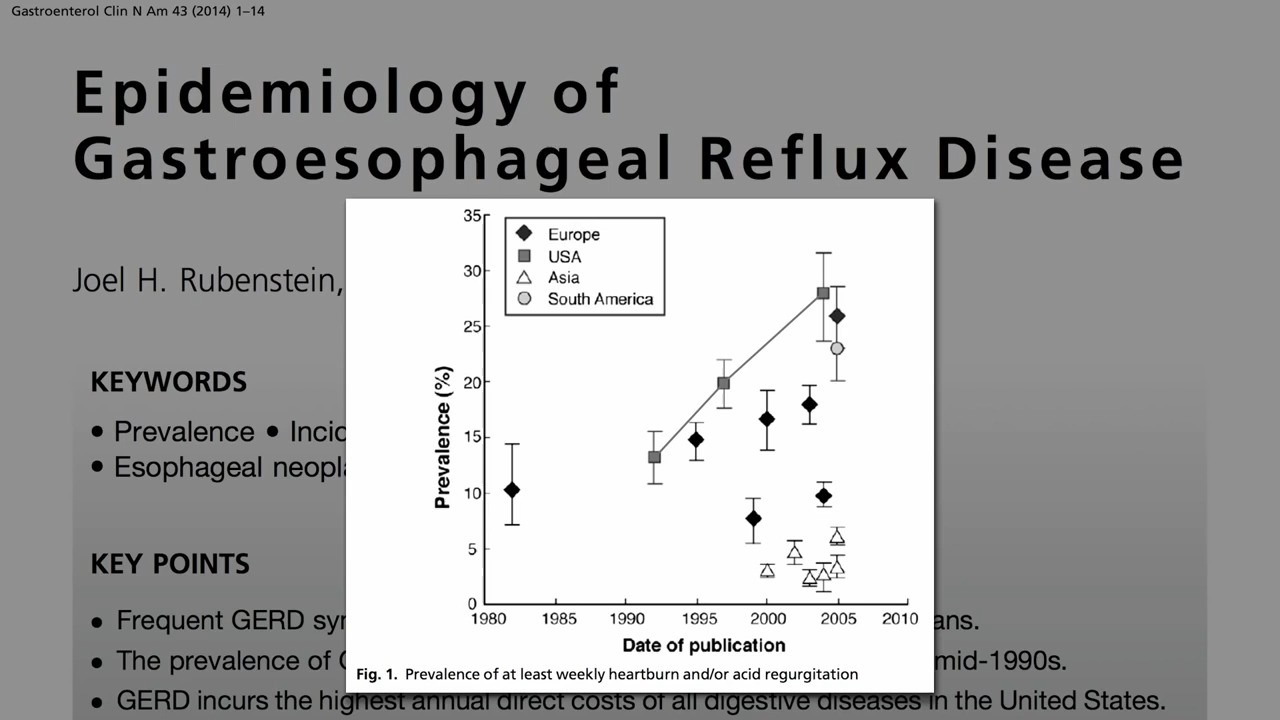 Gastroenterol Clin N Am 43 (2014) 1–14
Epidemiology of
Gastroesophageal Reflux Disease
Joel H. Rubenstein,
KEYWORDS
• Prevalence • 
• Esophageal
KEY POINTS
• Frequent GERD
• The prevalence of
mid-1990s.
• GERD incurs the highest annual direct costs of all digestive diseases in the United States.
35
30
25
20
15
10
5
0
Prevalence (%)
Europe
USA
Asia
South America
1980 1985 1990 1995 2000 2005 2010
Date of publication
Fig. 1. Prevalence of at least weekly heartburn and/or acid regurgitation